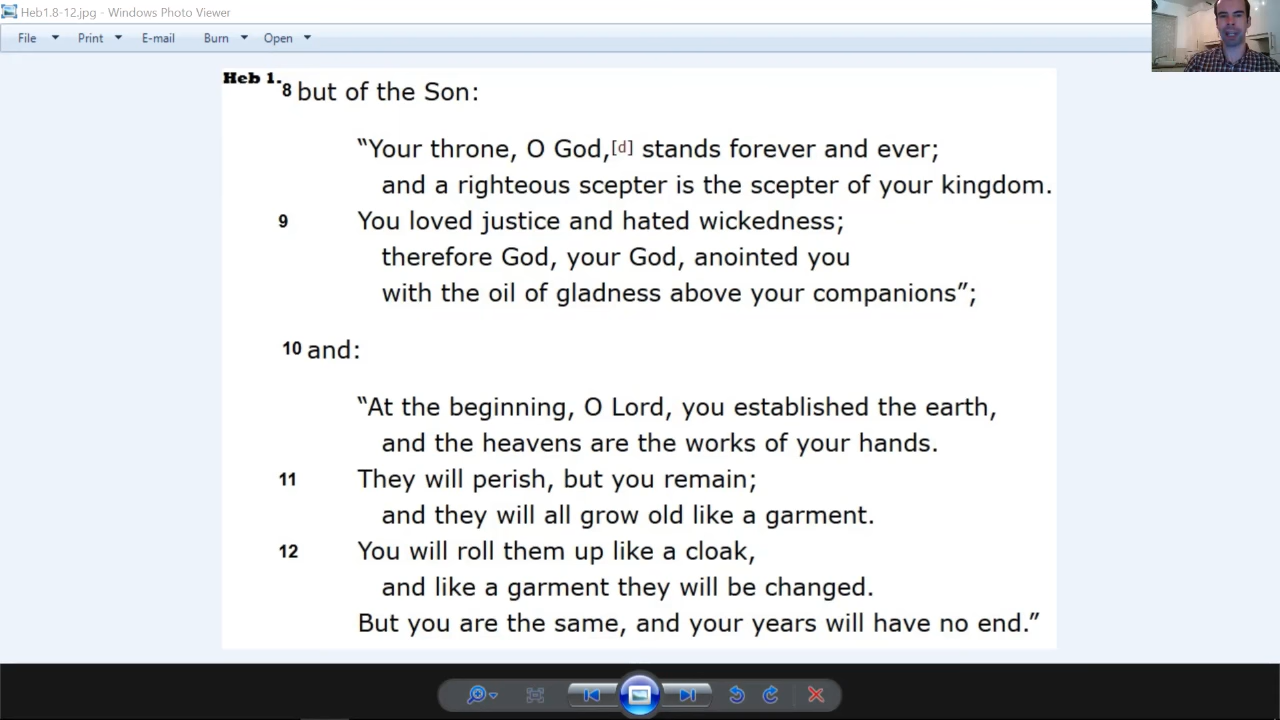 Heb1.8-12.jpg - Windows Photo Viewer
File Print E-mail Burn Open
Heb 1.
8 but of the Son:
“Your throne, O God,[d] stands forever and ever;
and a righteous scepter is the scepter of your kingdom.
9 You loved justice and hated wickedness;
therefore God, your God, anointed you
with the oil of gladness above your companions”;
10 and:
“At the beginning, O Lord, you established the earth,
and the heavens are the works of your hands.
11 They will perish, but you remain;
and they will all grow old like a garment.
12 You will roll them up like a cloak,
and like a garment they will be changed.
But you are the same, and your years will have no end.”